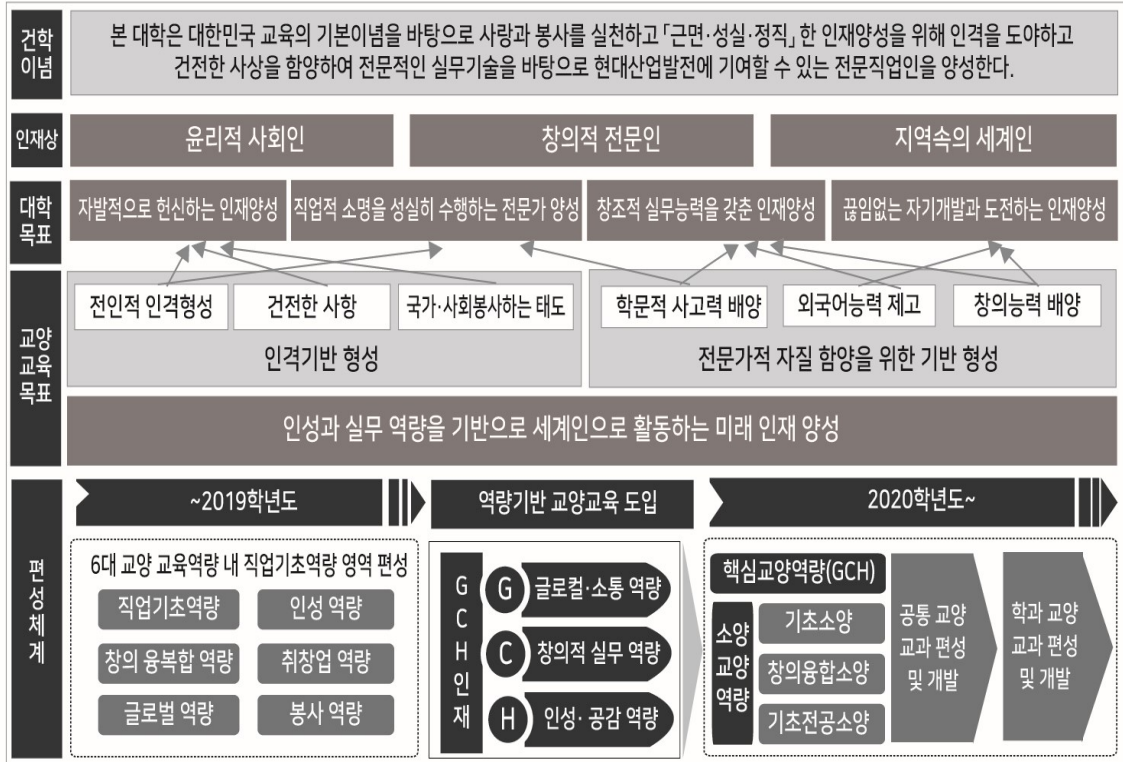 건학
이념
본 대학은 대한민국 교육의 기본이념을 바탕으로 사랑과 봉사를 실천하고 「근면·성실·정직」한 인재양성을 위해 인격을 도야하고
건전한 사상을 함양하여 전문적인 실무기술을 바탕으로 현대산업발전에 기여할 수 있는 전문직업인을 양성한다.
인재상
윤리적 사회인
창의적 전문인
지역속의 세계인
대학
목표
자발적으로 헌신하는 인재양성
직업적 소명을 성실히 수행하는 전문가 양성
창조적 실무능력을 갖춘 인재양성
끊임없는 자기개발과 도전하는 인재양성
교양
교육
목표
전인적 인격형성
건전한 사항
국가·사회봉사하는 태도
인격기반 형성
학문적 사고력 배양
외국어능력 제고
창의능력 배양
전문가적 자질 함양을 위한 기반 형성
인성과 실무 역량을 기반으로 세계인으로 활동하는 미래 인재 양성
편
성
체
계
~2019학년도
역량기반 교양교육 도입
2020학년도~
6대 교양 교육역량 내 직업기초역량 영역 편성
직업기초역량
인성 역량
창의 융복합 역량
취창업 역량
글로벌 역량
봉사 역량
G
C
H
인
재
G 글로컬·소통 역량
C 창의적 실무 역량
H 인성· 공감 역량
핵심교양역량(GCH)
소양
교양
역량
기초소양
창의융합소양
기초전공소양
공통 교양
교과 편성
및 개발
학과 교양
교과 편성
및 개발